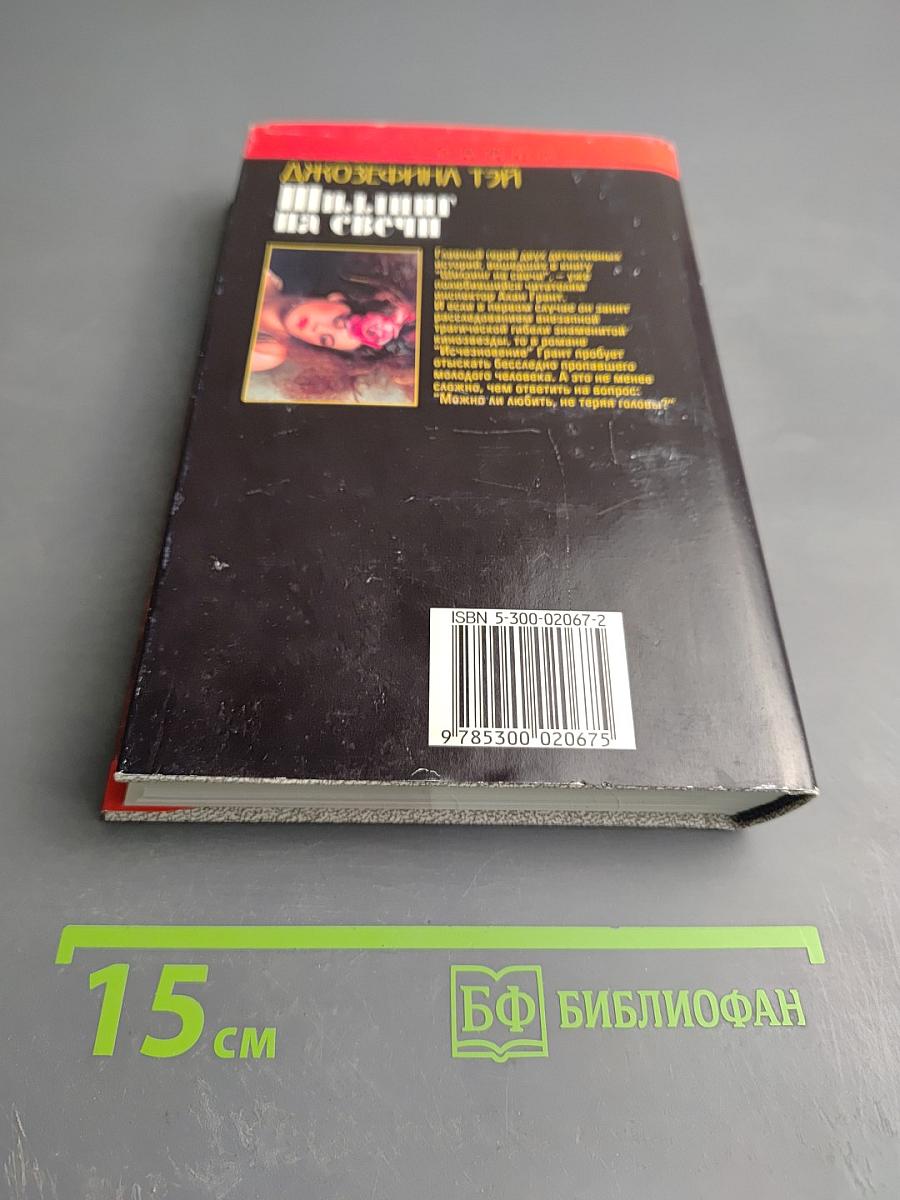 ДЖОЗЕФИНА ТЭЙ
Шиллинг
на свечи
Главный герой двух детективных
историй, вошедших в книгу
"Шиллинг на свечи", — уже
полюбившийся читателям
инспектор Алан Грант.
И если в первом случае он занят
расследованием внезапной
трагической гибели знаменитой
кинозвезды, то в романе
"Исчезновение" Грант пробует
отыскать бесследно пропавшего
молодого человека. А это не менее
сложно, чем ответить на вопрос:
"Можно ли любить, не теряя головы?"
ISBN 5-300-02067-2
9 785300 020675
15 см
БФ БИБЛИОФАН